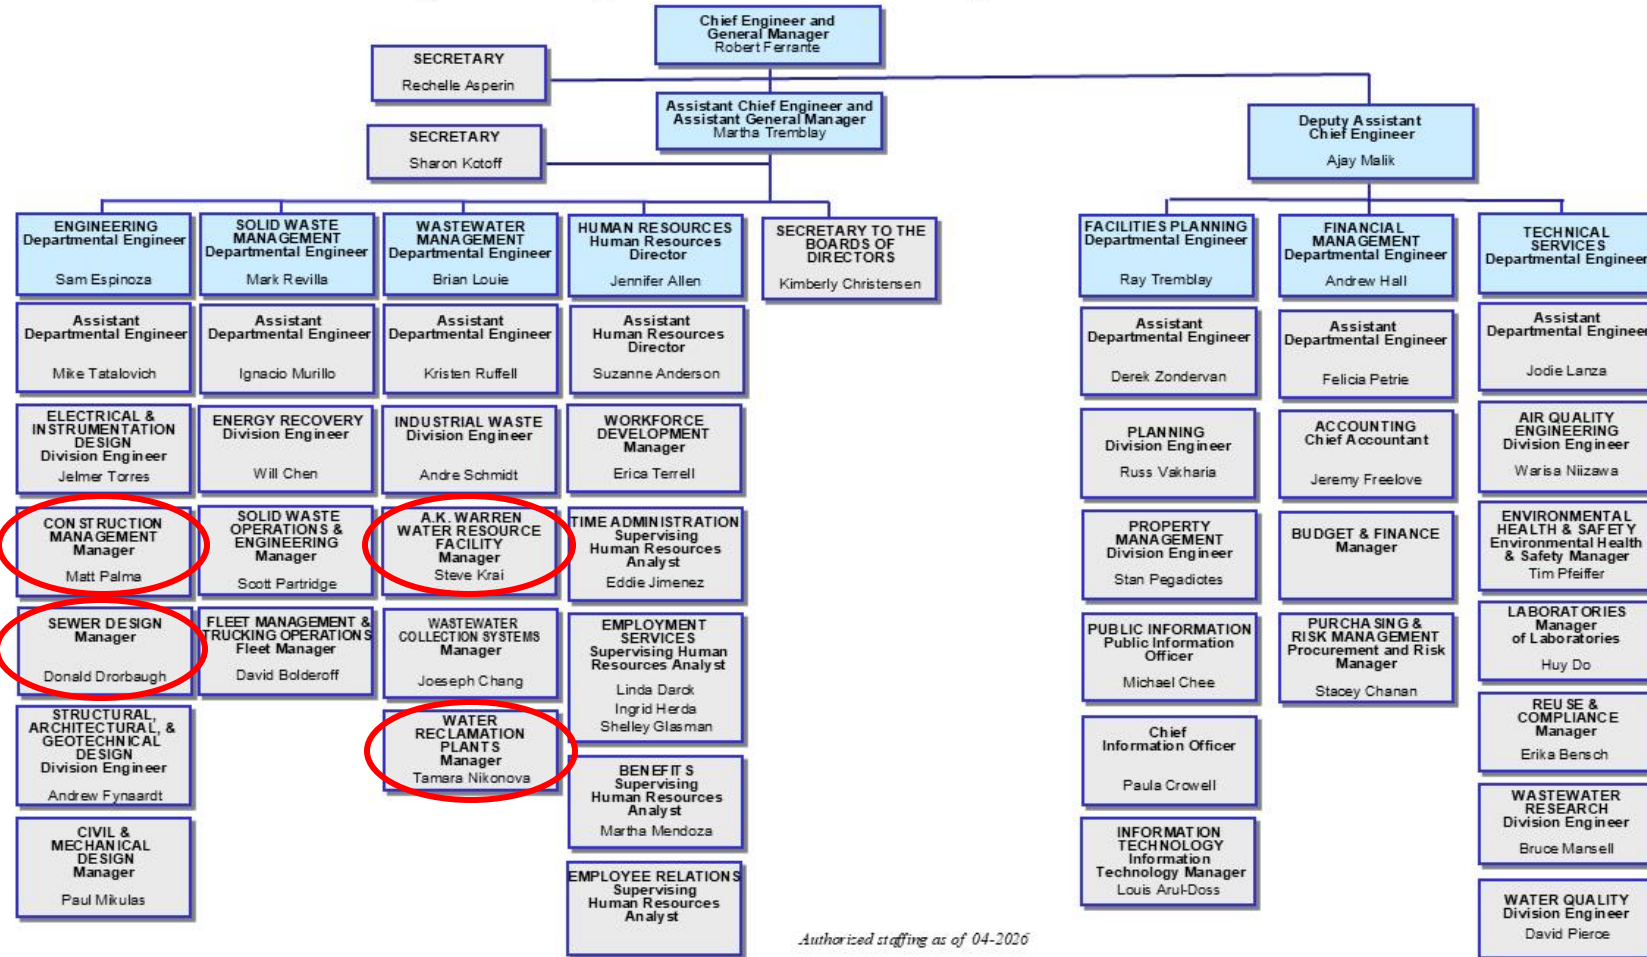 Chief Engineer and
General Manager
Robert Ferrante
SECRETARY
Rechelle Asperin
Assistant Chief Engineer and
Assistant General Manager
Martha Tremblay
SECRETARY
Sharon Kotoff
Deputy Assistant
Chief Engineer
Ajay Malik
ENGINEERING
Departmental Engineer
Sam Espinoza
Assistant
Departmental Engineer
Mike Tatalovich
ELECTRICAL &
INSTRUMENTATION
DESIGN
Division Engineer
Jelmer Torres
CONSTRUCTION
MANAGEMENT
Manager
Matt Palma
SEWER DESIGN
Manager
Donald Drorbaugh
STRUCTURAL,
ARCHITECTURAL, &
GEOTECHNICAL
DESIGN
Division Engineer
Andrew Fynaardt
CIVIL &
MECHANICAL
DESIGN
Manager
Paul Mikulas
SOLID WASTE
MANAGEMENT
Departmental Engineer
Mark Revilla
Assistant
Departmental Engineer
Ignacio Murillo
ENERGY RECOVERY
Division Engineer
Will Chen
SOLID WASTE
OPERATIONS &
ENGINEERING
Manager
Scott Partridge
FLEET MANAGEMENT &
TRUCKING OPERATIONS
Fleet Manager
David Bolderoff
WASTEWATER
MANAGEMENT
Departmental Engineer
Brian Louie
Assistant
Departmental Engineer
Kristen Ruffell
INDUSTRIAL WASTE
Division Engineer
Andre Schmidt
A.K. WARREN
WATER RESOURCE
FACILITY
Manager
Steve Krai
WASTEWATER
COLLECTION SYSTEMS
Manager
Joeseph Chang
WATER
RECLAMATION
PLANTS
Manager
Tamara Nikonova
HUMAN RESOURCES
Human Resources
Director
Jennifer Allen
Assistant
Human Resources
Director
Suzanne Anderson
WORKFORCE
DEVELOPMENT
Manager
Erica Terrell
TIME ADMINISTRATION
Supervising
Human Resources
Analyst
Eddie Jimenez
EMPLOYMENT
SERVICES
Supervising Human
Resources Analyst
Linda Darck
Ingrid Herda
Shelley Glasman
BENEFITS
Supervising
Human Resources
Analyst
Martha Mendoza
EMPLOYEE RELATIONS
Supervising
Human Resources
Analyst
SECRETARY TO THE
BOARDS OF
DIRECTORS
Kimberly Christensen
FACILITIES PLANNING
Departmental Engineer
Ray Tremblay
Assistant
Departmental Engineer
Derek Zondervan
PLANNING
Division Engineer
Russ Vakharia
PROPERTY
MANAGEMENT
Division Engineer
Stan Pegadiotes
PUBLIC INFORMATION
Public Information
Officer
Michael Chee
Chief
Information Officer
Paula Crowell
INFORMATION
TECHNOLOGY
Information
Technology Manager
Louis Arul-Doss
FINANCIAL
MANAGEMENT
Departmental Engineer
Andrew Hall
Assistant
Departmental Engineer
Felicia Petrie
ACCOUNTING
Chief Accountant
Jeremy Freelove
BUDGET & FINANCE
Manager
PURCHASING &
RISK MANAGEMENT
Procurement and Risk
Manager
Stacey Chanan
TECHNICAL
SERVICES
Departmental Engineer
Assistant
Departmental Engineer
Jodie Lanza
AIR QUALITY
ENGINEERING
Division Engineer
Warisa Niizawa
ENVIRONMENTAL
HEALTH & SAFETY
Environmental Health
& Safety Manager
Tim Pfeiffer
LABORATORIES
Manager
of Laboratories
Huy Do
REUSE &
COMPLIANCE
Manager
Erika Bensch
WASTEWATER
RESEARCH
Division Engineer
Bruce Mansell
WATER QUALITY
Division Engineer
David Pierce
Authorized staffing as of 04-2026